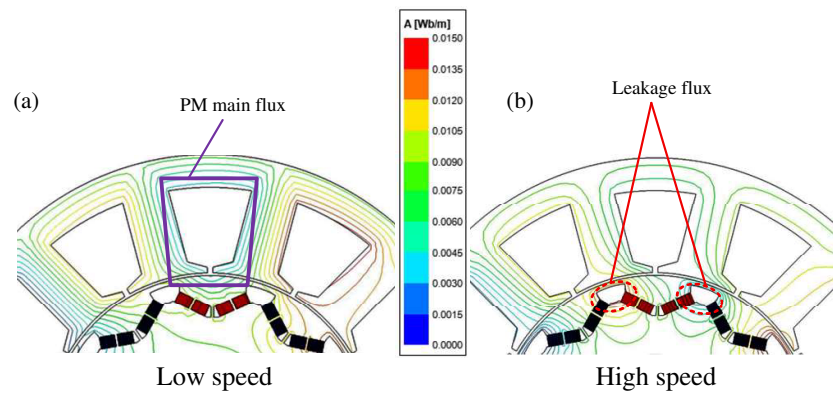 A [Wb/m]
0.0150
0.0135
0.0120
0.0105
0.0090
0.0075
0.0060
0.0045
0.0030
0.0015
0.0000
(a)
PM main flux
Low speed
(b)
Leakage flux
High speed